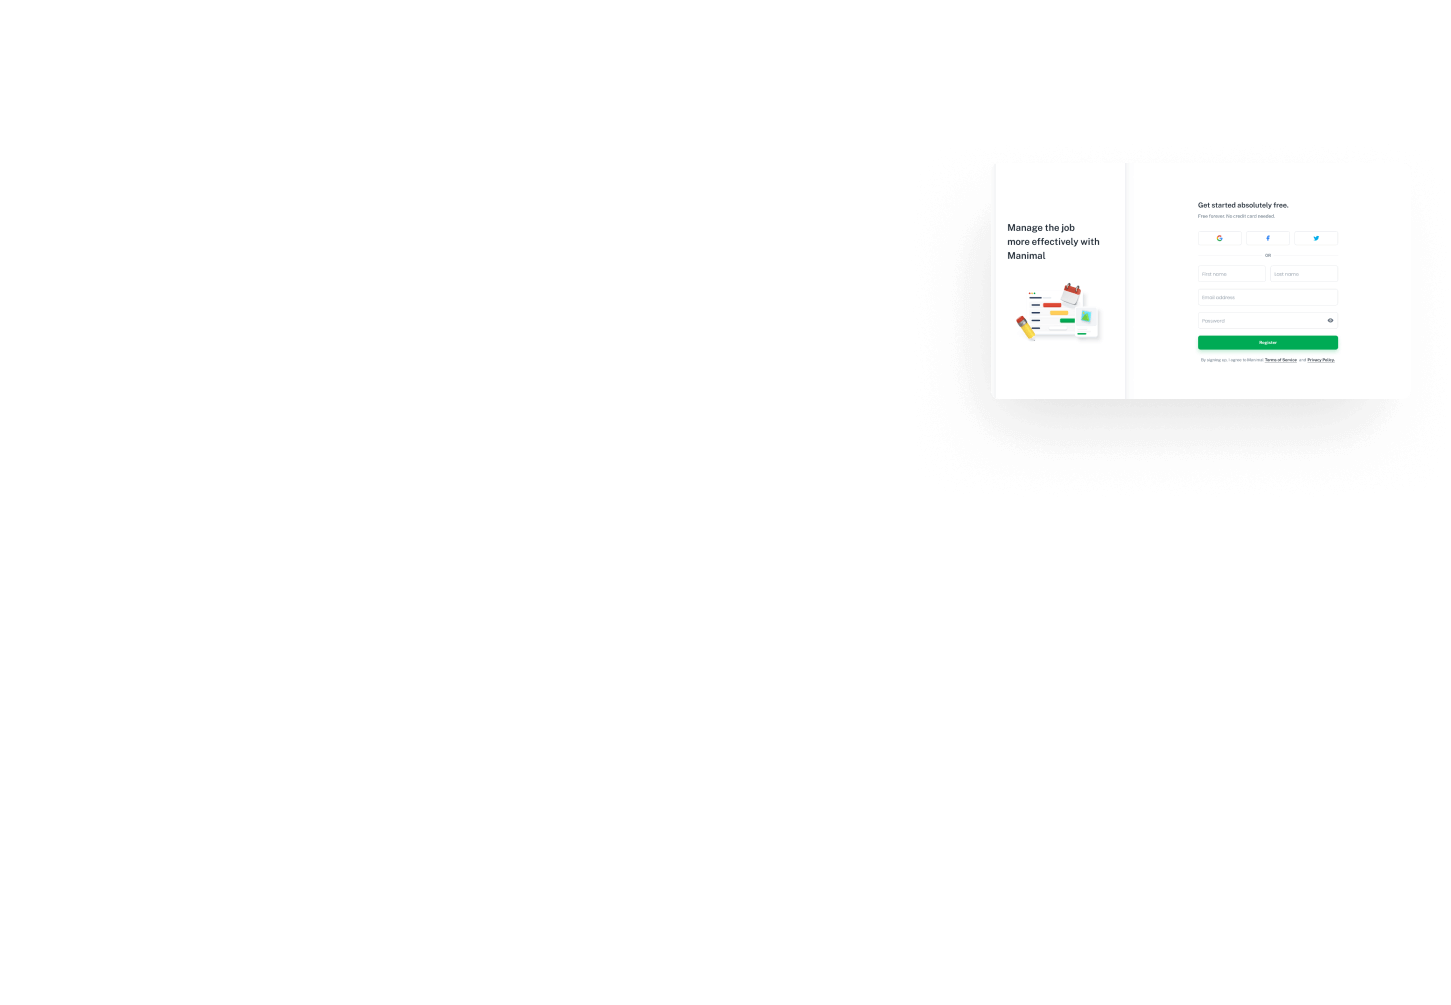 Manage the job
more effectively with
Manimal
Get started absolutely free.
Free forever. No credit card needed.
OR
First name
Last name
Email address
Password
Register
By signing up, I agree to Manimal Terms of Service and Privacy Policy.